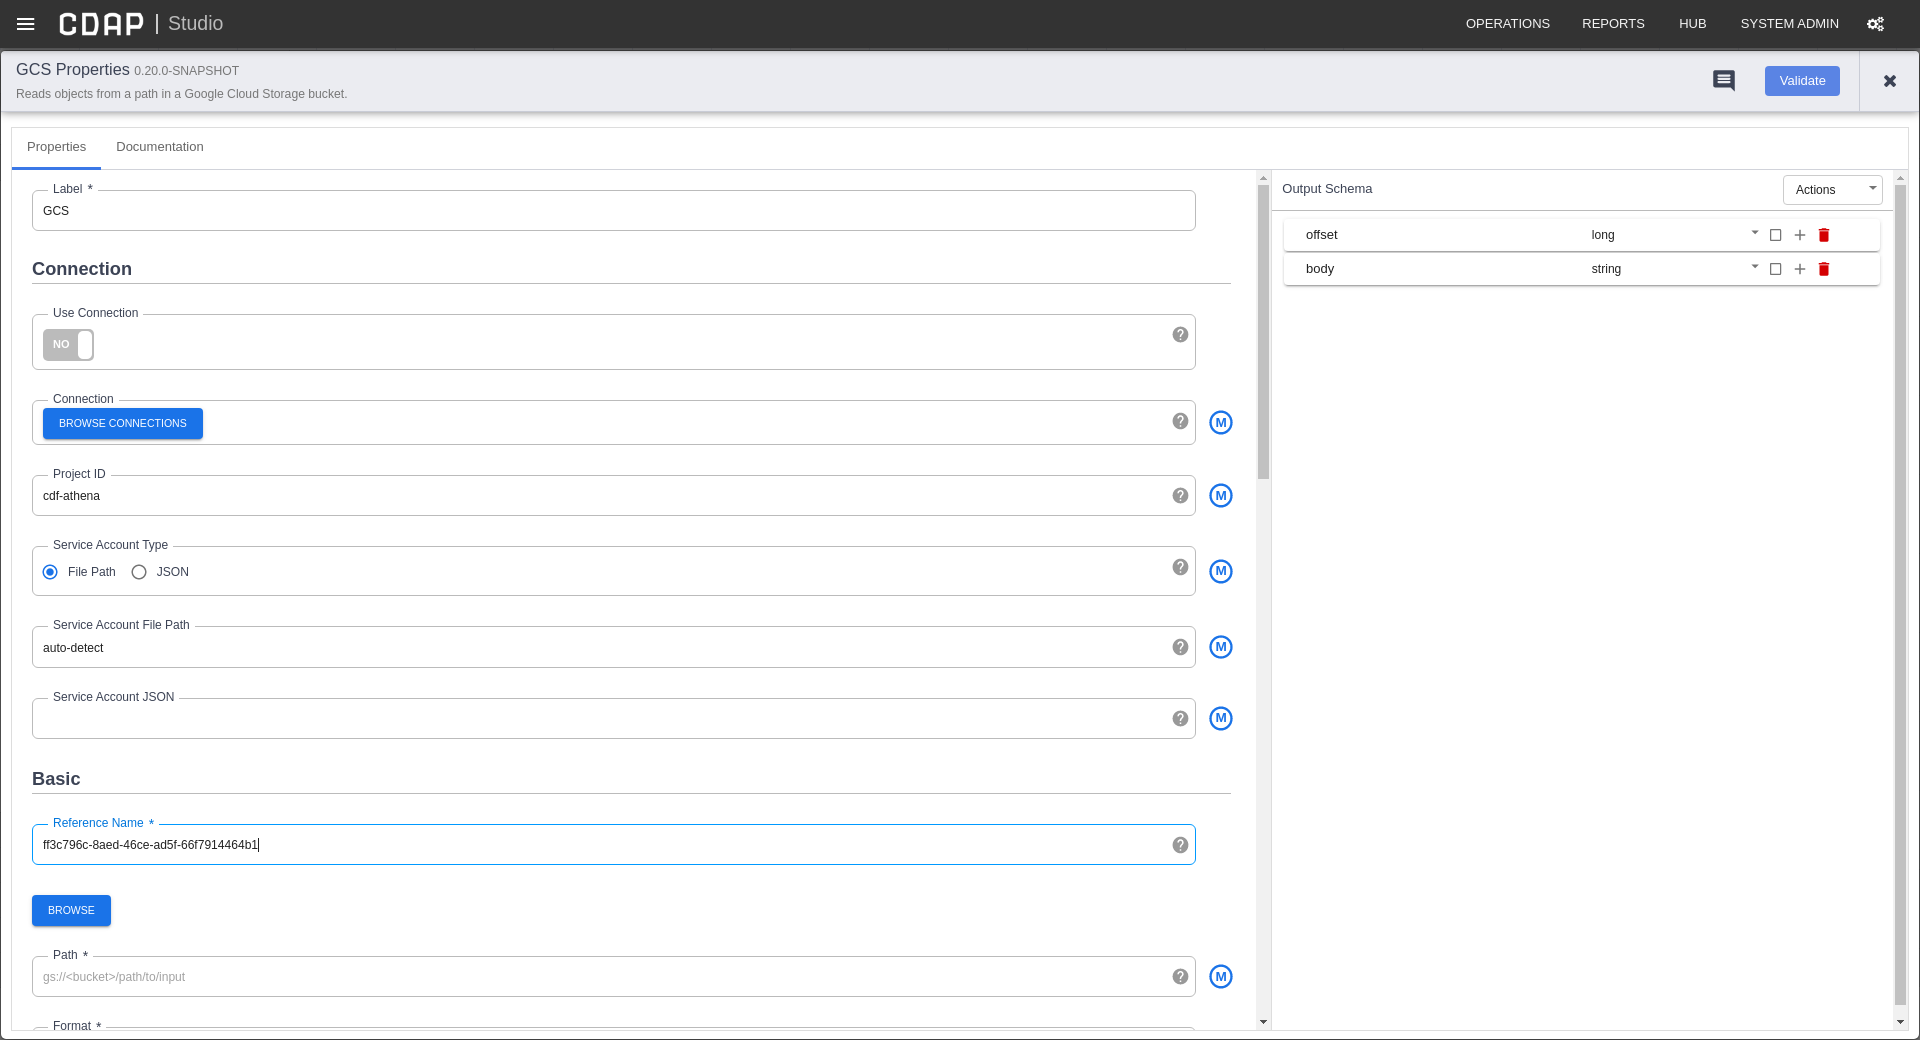 CDAP | Studio
OPERATIONS REPORTS HUB SYSTEM ADMIN
GCS Properties 0.20.0-SNAPSHOT
Reads objects from a path in a Google Cloud Storage bucket.
Validate
Properties Documentation
Label *
GCS
Connection
Use Connection
NO
Connection
BROWSE CONNECTIONS
M
Project ID
cdf-athena
M
Service Account Type
File Path JSON
M
Service Account File Path
auto-detect
M
Service Account JSON
M
Basic
Reference Name *
ff3c796c-8aed-46ce-ad5f-66f7914464b1
BROWSE
Path *
gs://<bucket>/path/to/input
M
Format *
Output Schema
Actions
offset long
body string